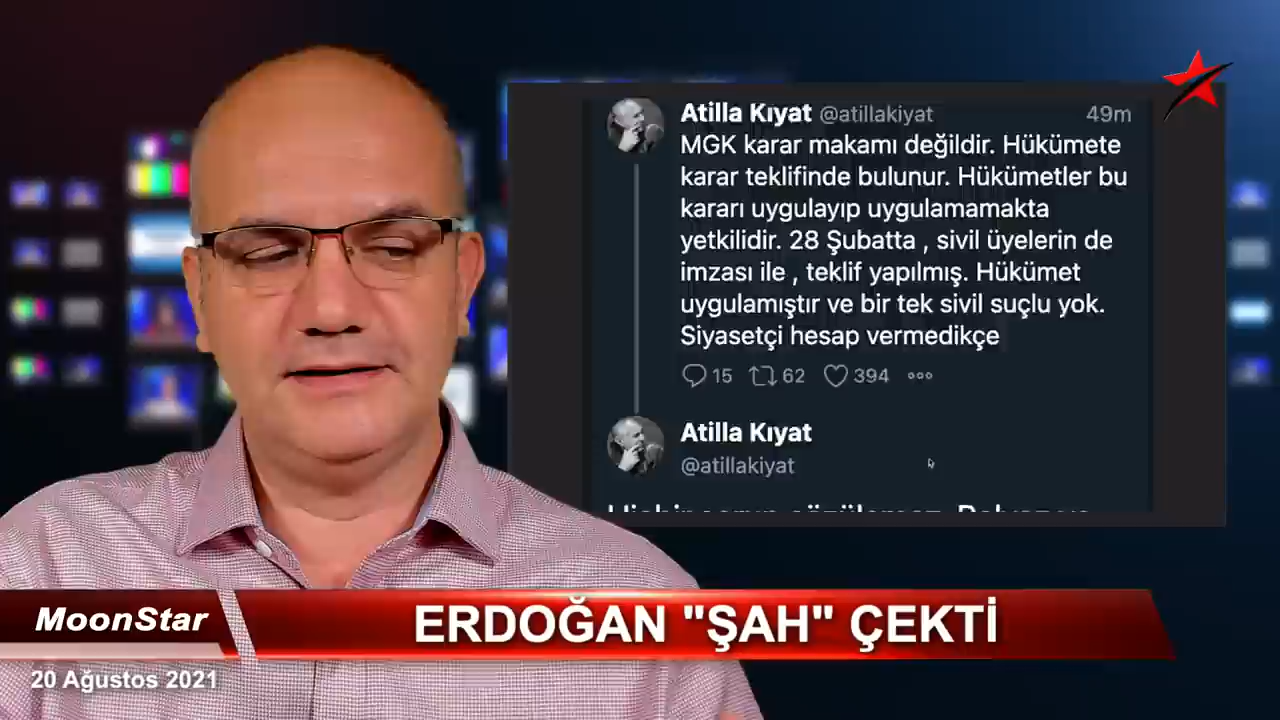 Atilla Kıyat @atillakiyat 49m
MGK karar makamı değildir. Hükümete
karar teklifinde bulunur. Hükümetler bu
kararı uygulayıp uygulamamakta
yetkilidir. 28 Şubatta , sivil üyelerin de
imzası ile , teklif yapılmış. Hükümet
uygulamıştır ve bir tek sivil suçlu yok.
Siyasetçi hesap vermedikçe
15 62 394
Atilla Kıyat
@atillakiyat
MoonStar
ERDOĞAN "ŞAH" ÇEKTİ
20 Ağustos 2021